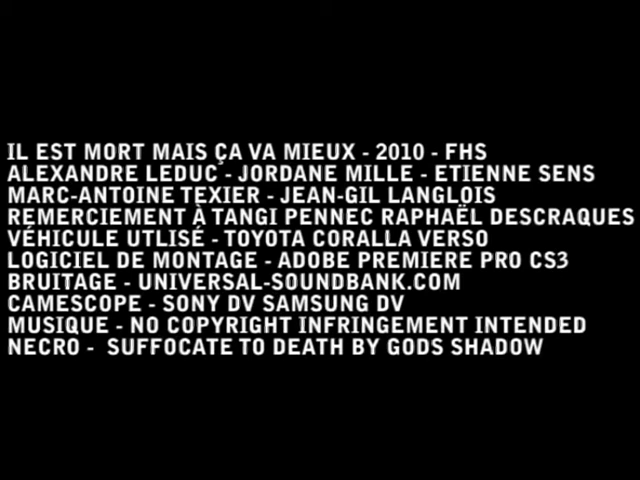 IL EST MORT MAIS ÇA VA MIEUX - 2010 - FHS
ALEXANDRE LEDUC - JORDANE MILLE - ETIENNE SENS
MARC-ANTOINE TEXIER - JEAN-GIL LANGLOIS
REMERCIEMENT À TANGI PENNEC RAPHAËL DESCRAQUES
VÉHICULE UTLISÉ - TOYOTA CORALLA VERSO
LOGICIEL DE MONTAGE - ADOBE PREMIERE PRO CS3
BRUITAGE - UNIVERSAL-SOUNDBANK.COM
CAMESCOPE - SONY DV SAMSUNG DV
MUSIQUE - NO COPYRIGHT INFRINGEMENT INTENDED
NECRO -  SUFFOCATE TO DEATH BY GODS SHADOW